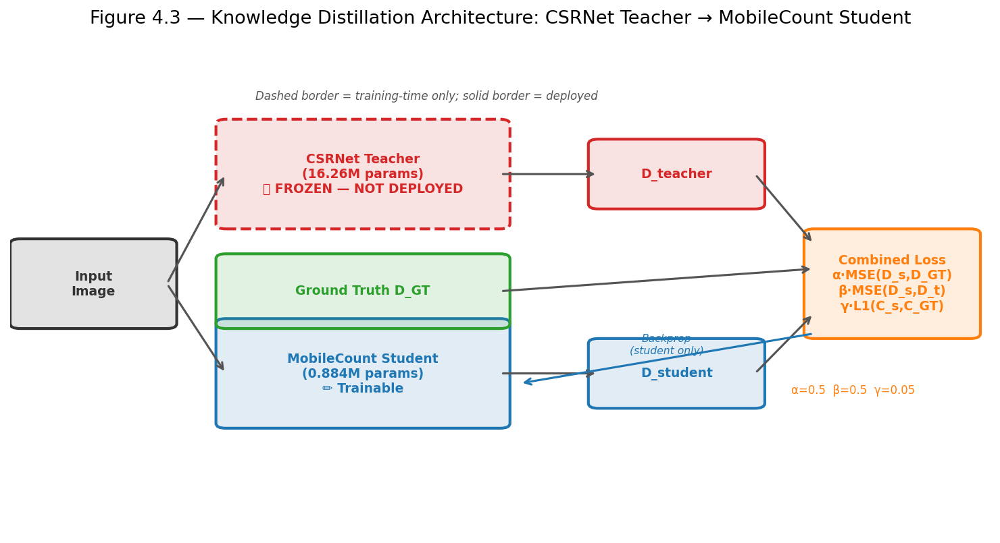 Figure 4.3 — Knowledge Distillation Architecture: CSRNet Teacher → MobileCount Student
Dashed border = training-time only; solid border = deployed
CSRNet Teacher
(16.26M params)
FROZEN — NOT DEPLOYED
D_teacher
Input
Image
Ground Truth D_GT
Combined Loss
α·MSE(D_s,D_GT)
β·MSE(D_s,D_t)
γ·L1(C_s,C_GT)
MobileCount Student
(0.884M params)
✏ Trainable
Backprop
(student only)
D_student
α=0.5  β=0.5  γ=0.05